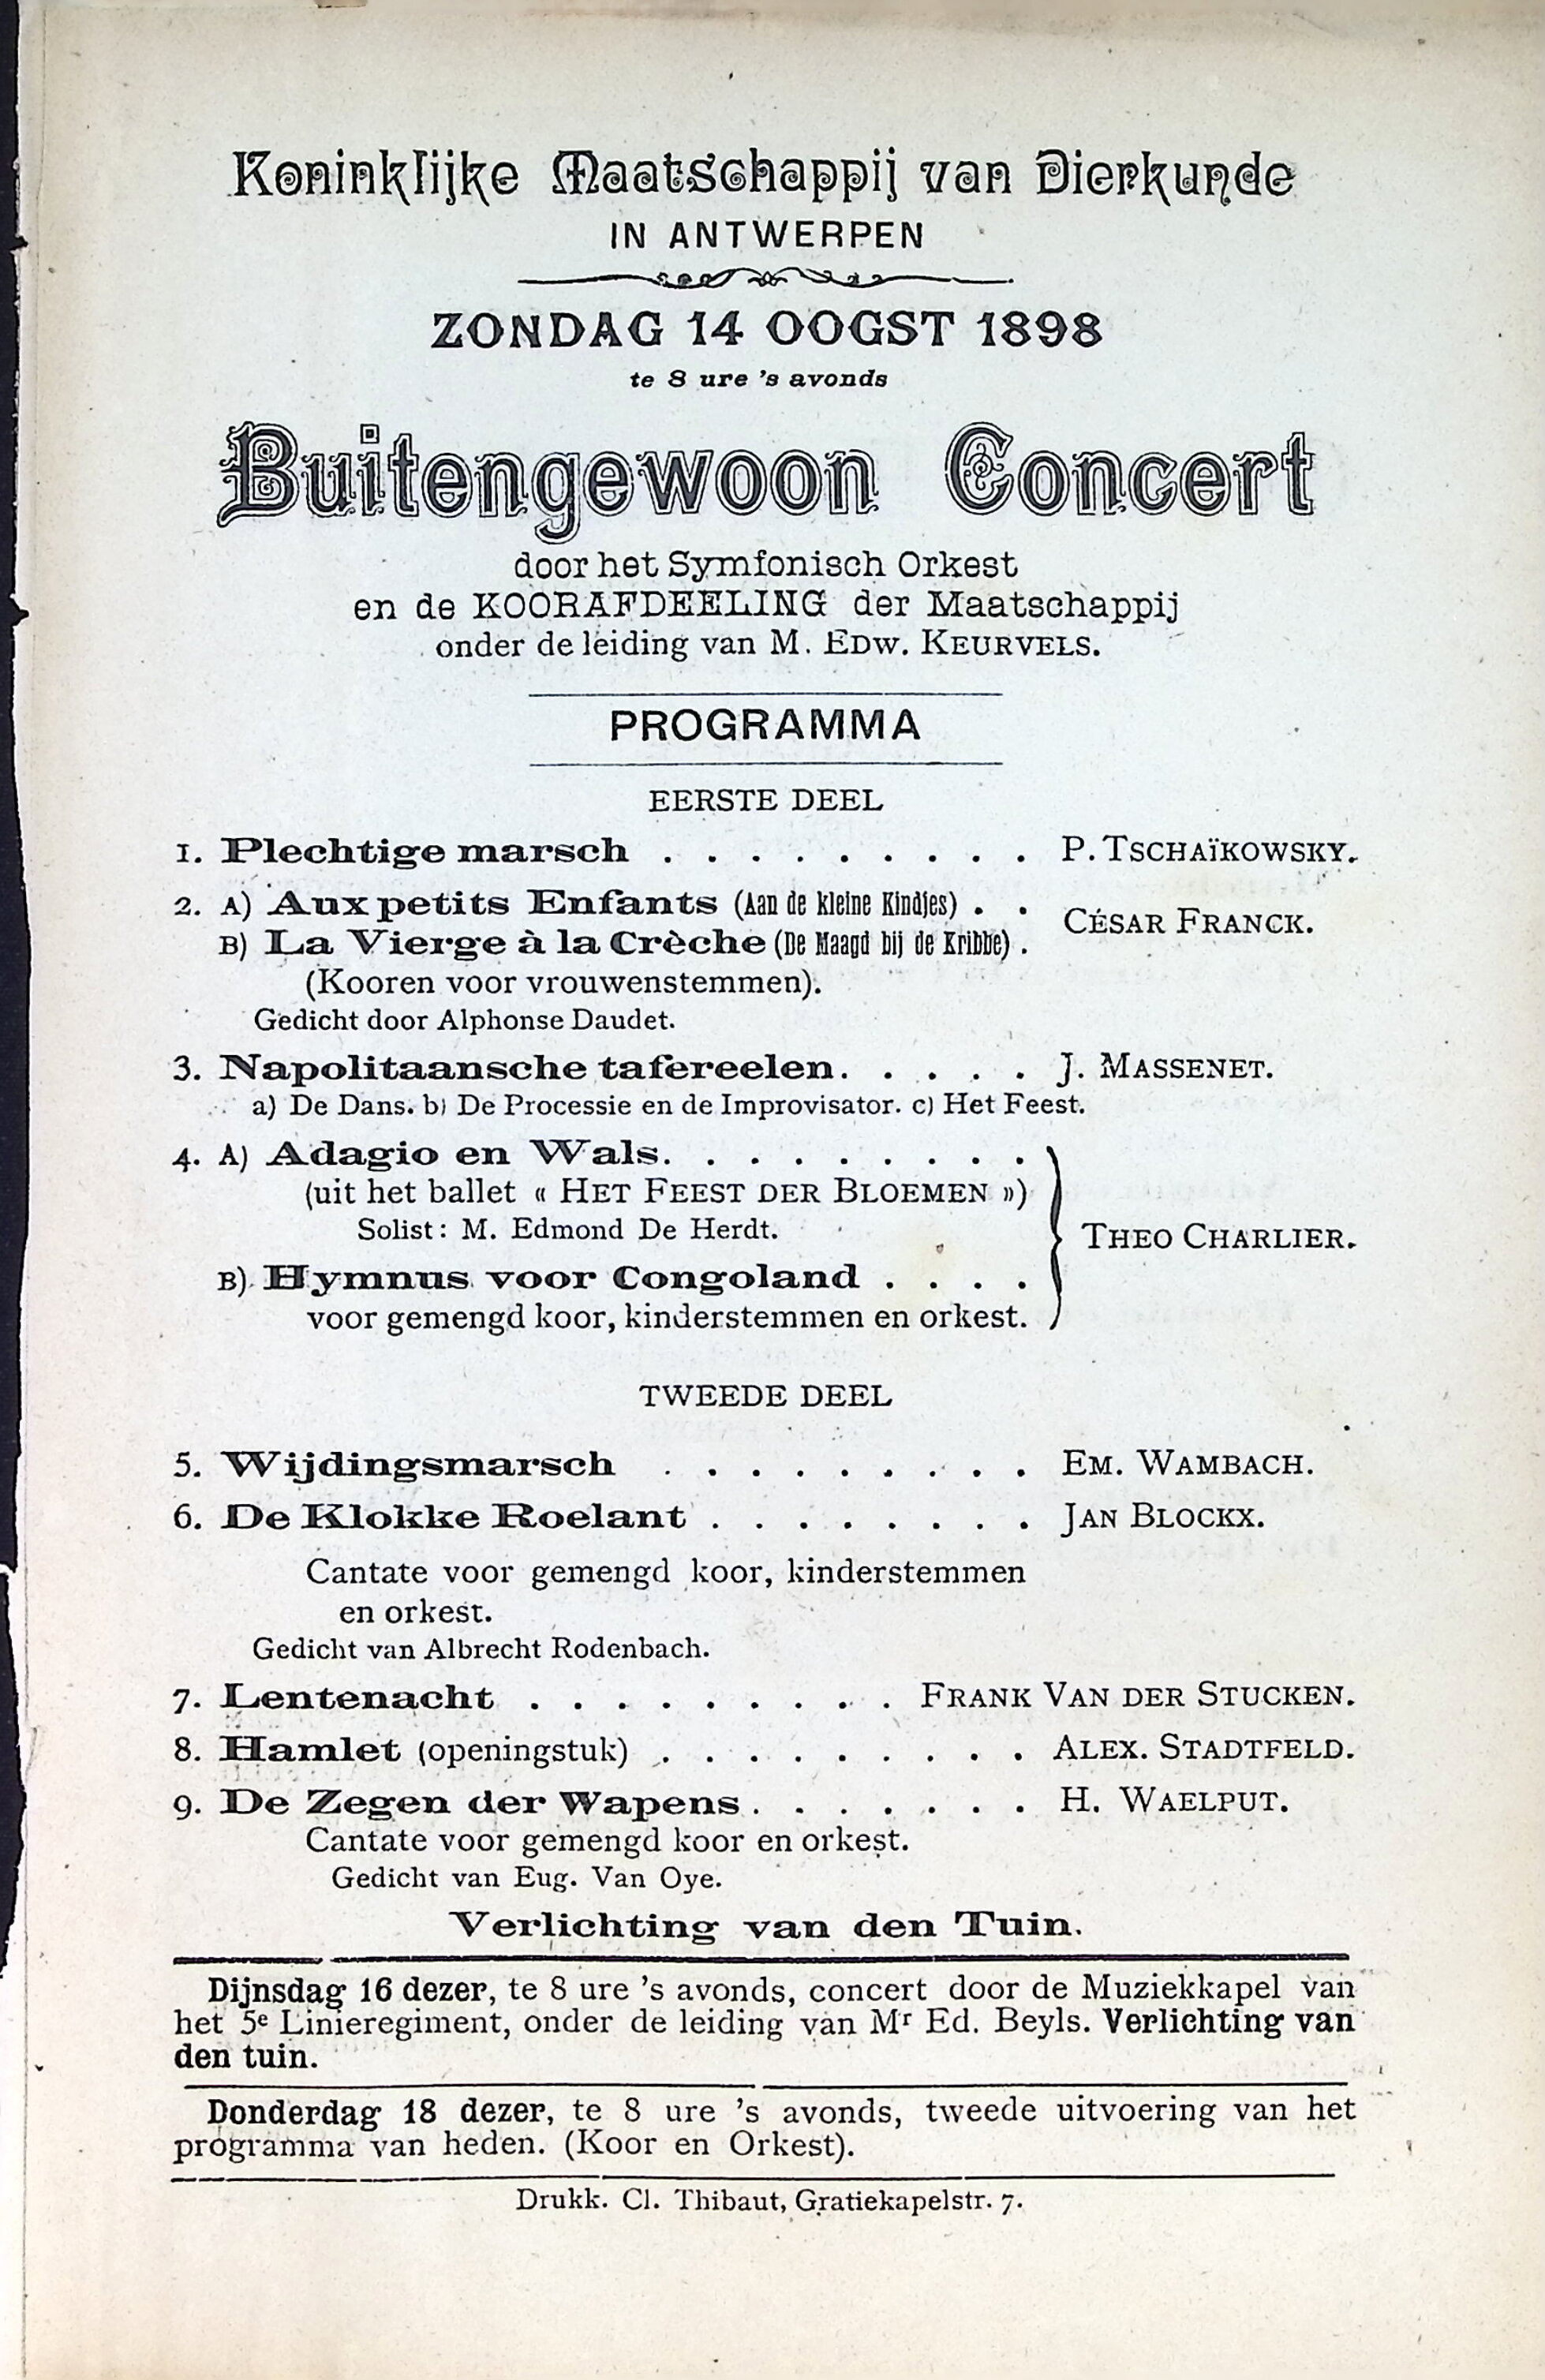 Koninklijke Maatschappij van Dierkunde
IN ANTWERPEN
ZONDAG 14 OOGST 1898
te 8 ure 's avonds
Buitengewoon Concert
door het Symfonisch Orkest
en de KOORAFDEELING der Maatschappij
onder de leiding van M. EDW. KEURVELS.
PROGRAMMA
EERSTE DEEL
1. Plechtige marsch . . . . . . . . . P. TSCHAÏKOWSKY.
2. A) Aux petits Enfants (Aan de kleine Kindjes) . .
B) La Vierge à la Crèche (De Maagd bij de Kribbe) .
CÉSAR FRANCK.
(Kooren voor vrouwenstemmen).
Gedicht door Alphonse Daudet.
3. Napolitaansche tafereelen. . . . . J. MASSENET.
a) De Dans. b) De Processie en de Improvisator. c) Het Feest.
4. A) Adagio en Wals. . . . . . . . .
(uit het ballet « HET FEEST DER BLOEMEN »)
Solist: M. Edmond De Herdt.
THEO CHARLIER.
B) Hymnus voor Congoland . . . .
voor gemengd koor, kinderstemmen en orkest.
TWEEDE DEEL
5. Wijdingsmarsch . . . . . . . . . EM. WAMBACH.
6. De Klokke Roelant . . . . . . . . JAN BLOCKX.
Cantate voor gemengd koor, kinderstemmen
en orkest.
Gedicht van Albrecht Rodenbach.
7. Lentenacht . . . . . . . . . FRANK VAN DER STUCKEN.
8. Hamlet (openingstuk) . . . . . . . . . ALEX. STADTFELD.
9. De Zegen der Wapens . . . . . . . H. WAELPUT.
Cantate voor gemengd koor en orkest.
Gedicht van Eug. Van Oye.
Verlichting van den Tuin.
Dijnsdag 16 dezer, te 8 ure 's avonds, concert door de Muziekkapel van
het 5e Linieregiment, onder de leiding van Mr Ed. Beyls. Verlichting van
den tuin.
Donderdag 18 dezer, te 8 ure 's avonds, tweede uitvoering van het
programma van heden. (Koor en Orkest).
Drukk. Cl. Thibaut, Gratiekapelstr. 7.